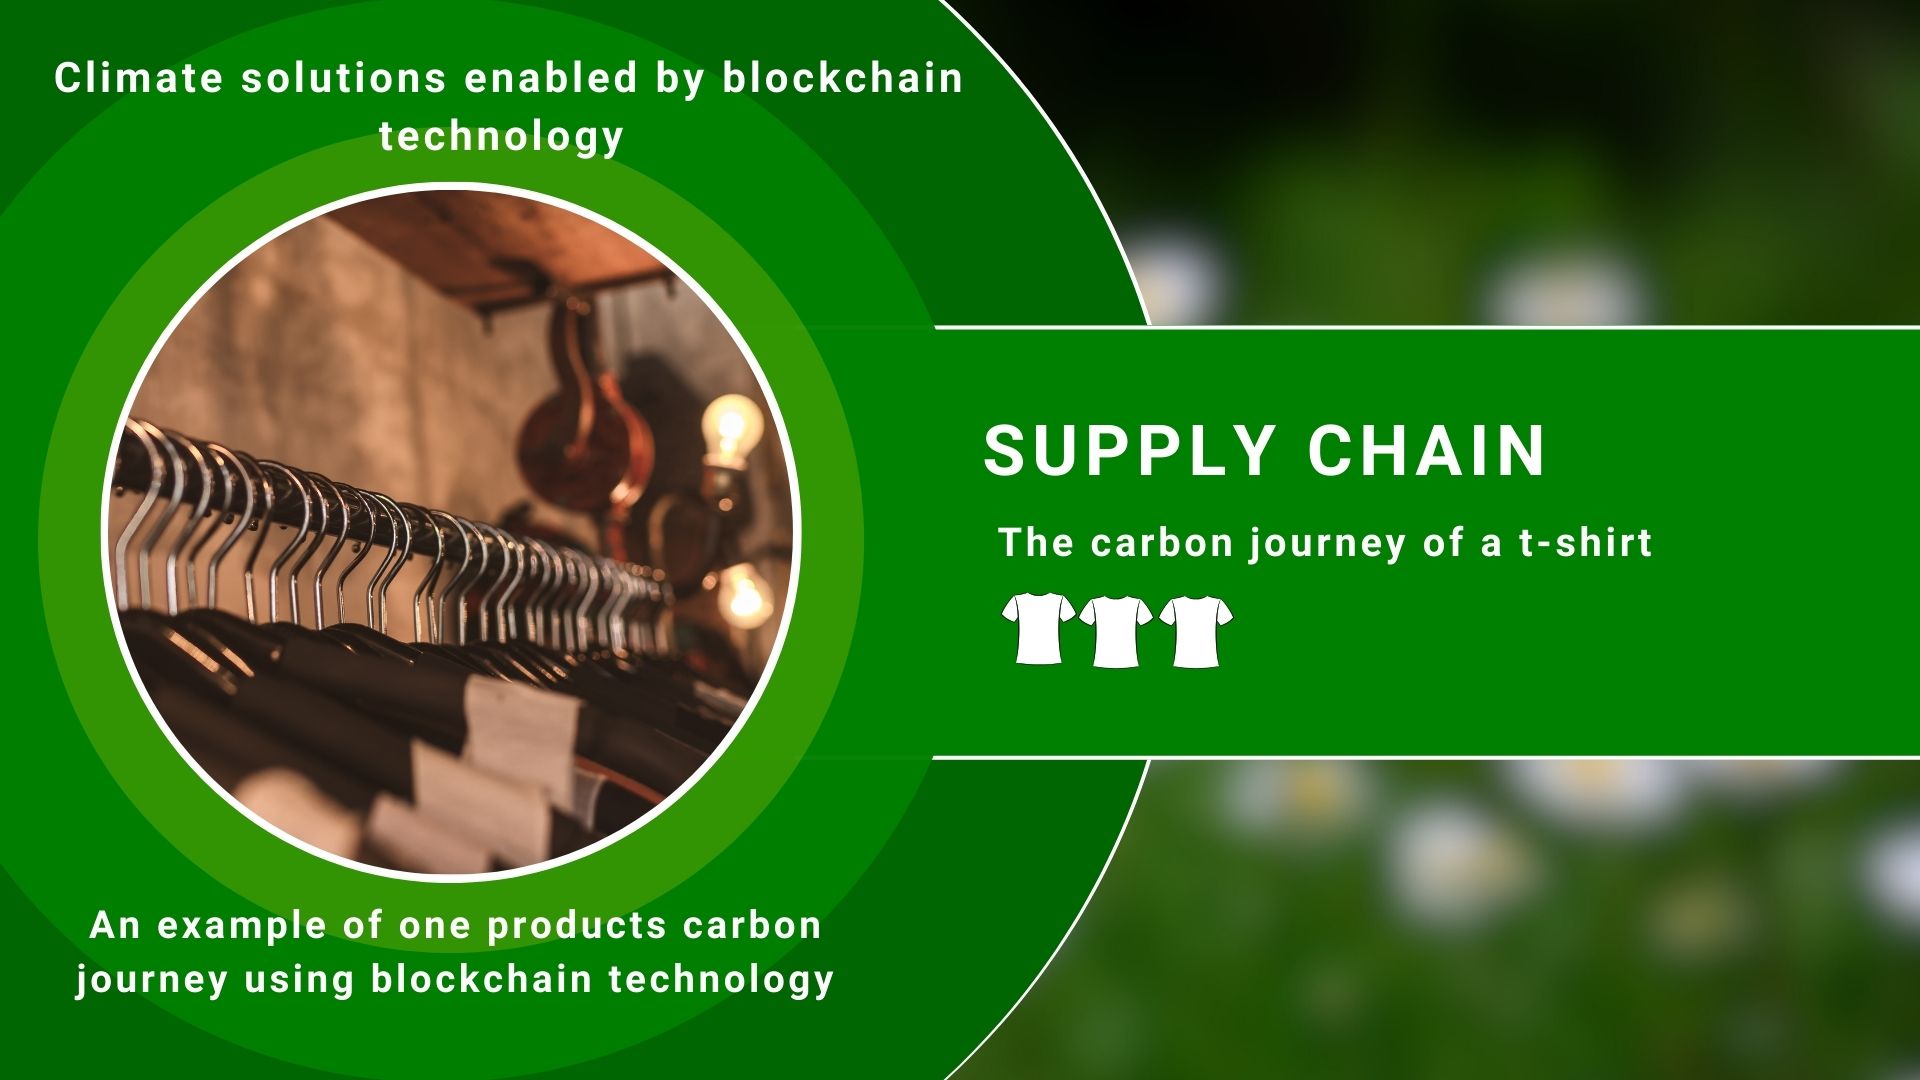 Climate solutions enabled by blockchain
technology
SUPPLY CHAIN
The carbon journey of a t-shirt
An example of one products carbon
journey using blockchain technology